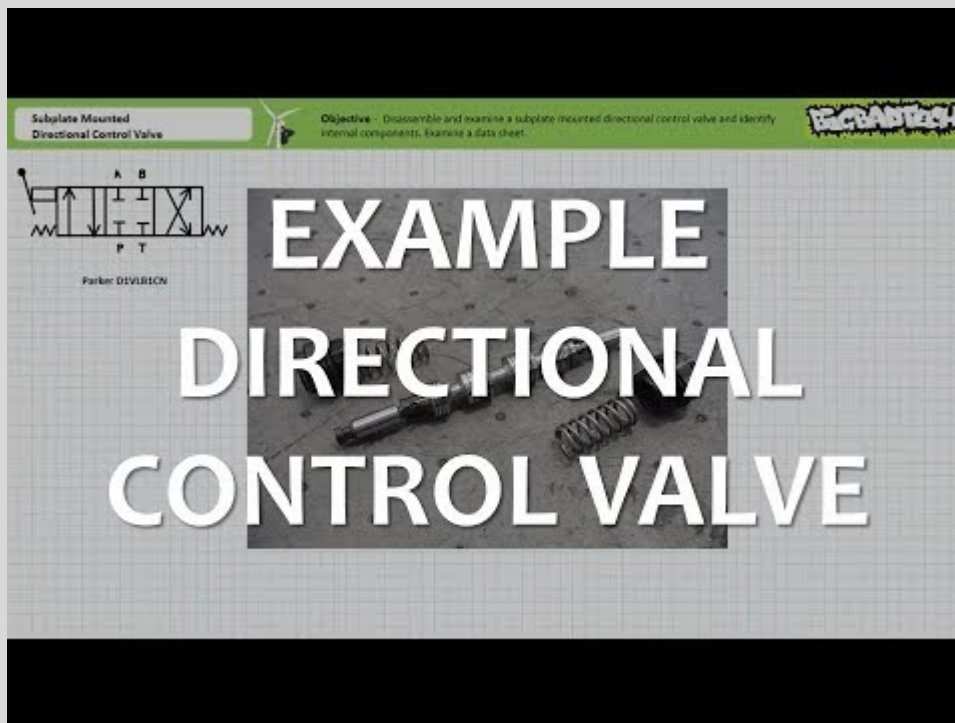 Subplate Mounted
Directional Control Valve
Objective - Disassemble and examine a subplate mounted directional control valve and identify
internal components. Examine a data sheet.
BIGBADTECH
A B
P T
Parker D1VLB1CN
EXAMPLE
DIRECTIONAL
CONTROL VALVE